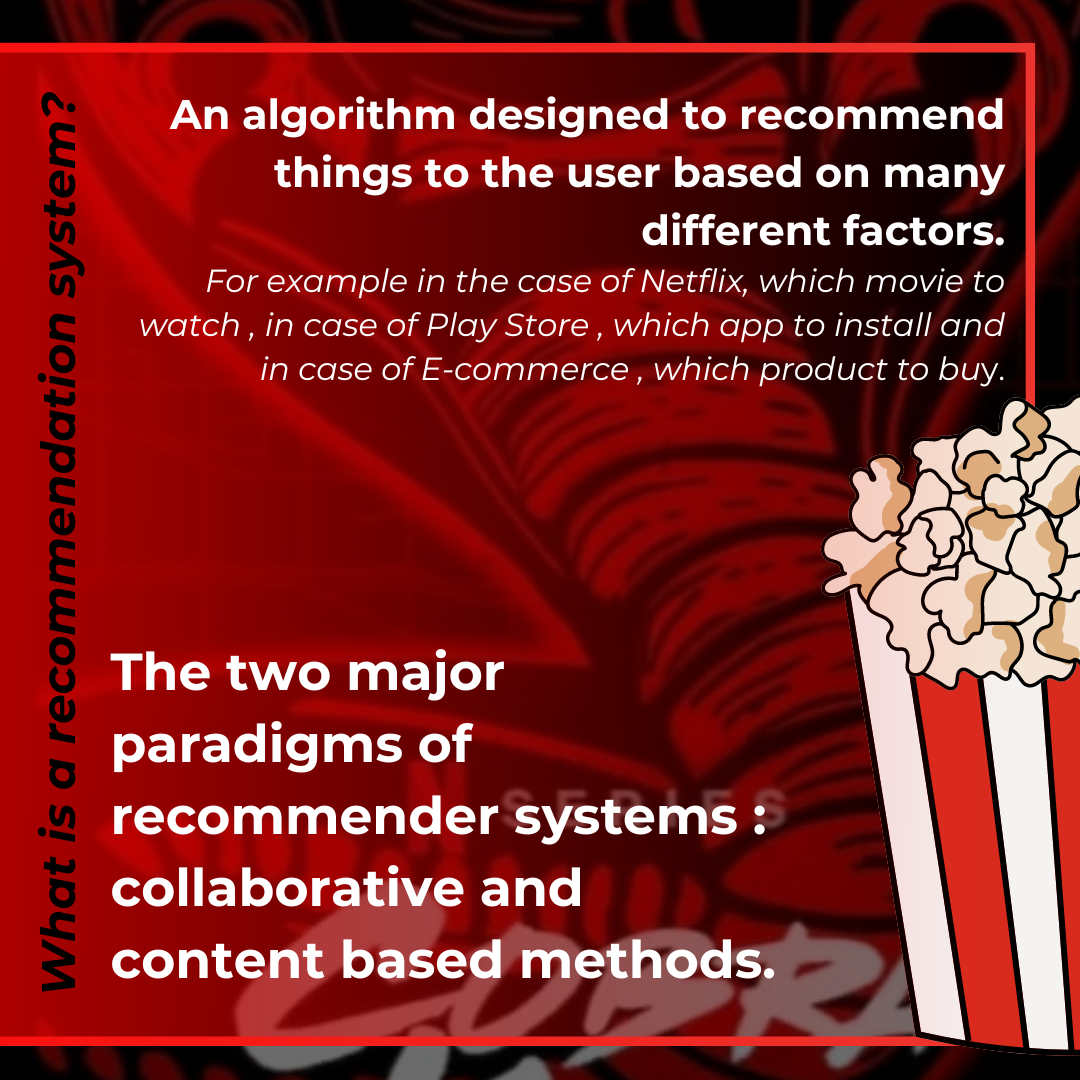 What is a recommendation system?
An algorithm designed to recommend
things to the user based on many
different factors.
For example in the case of Netflix, which movie to
watch , in case of Play Store , which app to install and
in case of E-commerce , which product to buy.
The two major
paradigms of
recommender systems :
collaborative and
content based methods.
SERIES